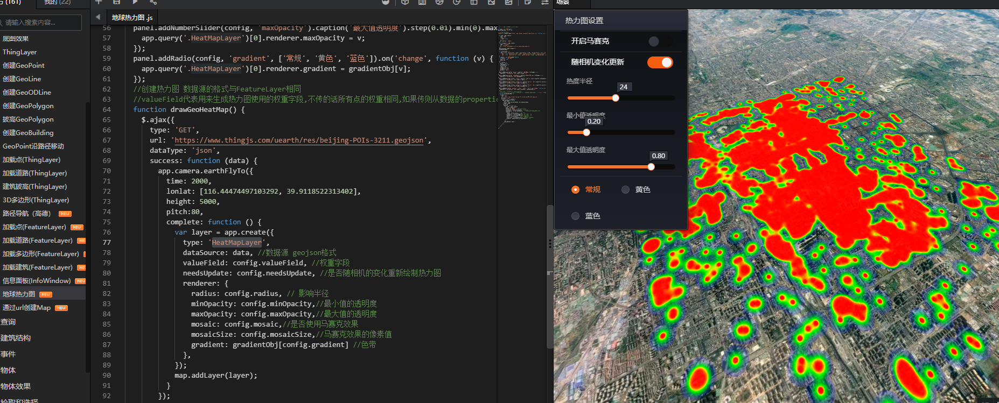 (161)
我的 (22)
请输入搜索内容...
底图效果
ThingLayer
创建GeoPoint
创建GeoLine
创建GeoODLine
创建GeoPolygon
拔高GeoPolygon
创建GeoBuilding
GeoPoint沿路径移动
加载点(ThingLayer)
加载道路(ThingLayer)
建筑拔高(ThingLayer)
3D多边形(ThingLayer)
路径导航（高德） NEW
加载点(FeatureLayer) NEW
加载道路(FeatureLayer) NEW
加载多边形(FeatureLayer)
加载建筑(FeatureLayer) NEW
信息面板(InfoWindow) NEW
地球热力图 NEW
通过url创建Map NEW
查询
建筑结构
事件
物体
物体效果
拾取和选择
地球热力图 .js
56 panel.addNumberSlider(config, 'maxOpacity').caption('最大值透明度').step(0.01).min(0).max
57 app.query('.HeatMapLayer')[0].renderer.maxOpacity = v;
58 });
59 panel.addRadio(config, 'gradient', ['常规', '黄色', '蓝色']).on('change', function (v) {
60 app.query('.HeatMapLayer')[0].renderer.gradient = gradientObj[v];
61 });
62 //创建热力图 数据源的格式与FeatureLayer相同
63 //valueField代表用来生成热力图使用的权重字段,不传的话所有点的权重相同,如果传则从数据的propertie
64 function drawGeoHeatMap() {
65 $.ajax({
66 type: 'GET',
67 url: 'https://www.thingjs.com/uearth/res/beijing-POIs-3211.geojson',
68 dataType: 'json',
69 success: function (data) {
70 app.camera.earthFlyTo({
71 time: 2000,
72 lonlat: [116.44474497103292, 39.9118522313402],
73 height: 5000,
74 pitch:80,
75 complete: function () {
76 var layer = app.create({
77 type: 'HeatMapLayer',
78 dataSource: data, //数据源 geojson格式
79 valueField: config.valueField, //权重字段
80 needsUpdate: config.needsUpdate, //是否随相机的变化重新绘制热力图
81 renderer: {
82 radius: config.radius, // 影响半径
83 minOpacity: config.minOpacity,//最小值的透明度
84 maxOpacity: config.maxOpacity,//最大值的透明度
85 mosaic: config.mosaic,//是否使用马赛克效果
86 mosaicSize: config.mosaicSize,//马赛克效果的像素值
87 gradient: gradientObj[config.gradient] //色带
88 },
89 });
90 map.addLayer(layer);
91 }
92 });
场景
热力图设置
开启马赛克
随相机变化更新
热度半径
24
最小值透明度
0.20
最大值透明度
0.80
常规
黄色
蓝色